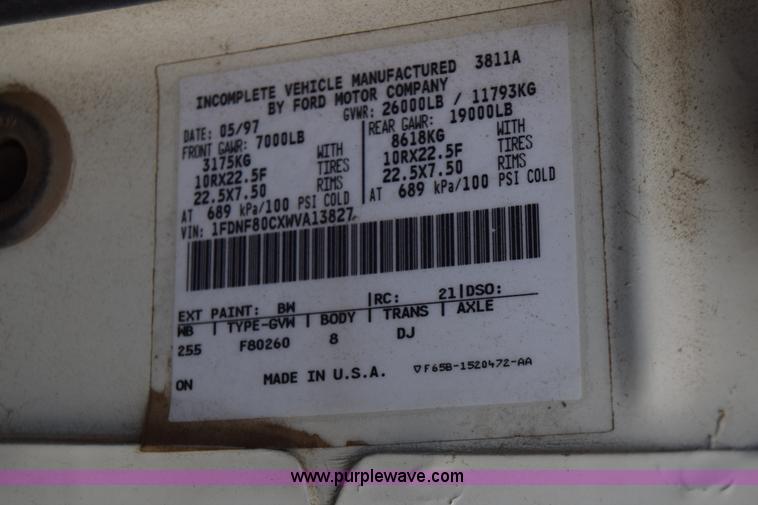 INCOMPLETE VEHICLE MANUFACTURED 3811A
BY FORD MOTOR COMPANY
DATE: 05/97 GVWR: 26000LB / 11793KG
FRONT GAWR: 7000LB REAR GAWR: 19000LB
3175KG WITH 8618KG WITH
10RX22.5F TIRES 10RX22.5F TIRES
22.5X7.50 RIMS 22.5X7.50 RIMS
AT 689 kPa/100 PSI COLD AT 689 kPa/100 PSI COLD
VIN: 1FDNF80CXWVA13827
EXT PAINT: BW RC: 21 DSO:
WB TYPE-GVW BODY TRANS AXLE
255 F80260 8 DJ
ON MADE IN U.S.A. ▽F65B-1520472-AA
www.purplewave.com